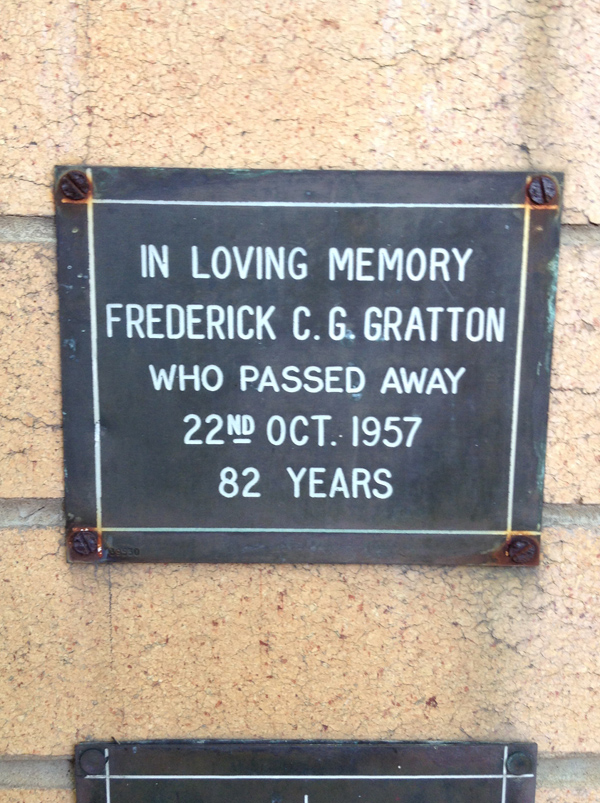 IN LOVING MEMORY
FREDERICK C. G. GRATTON
WHO PASSED AWAY
22ND OCT. 1957
82 YEARS